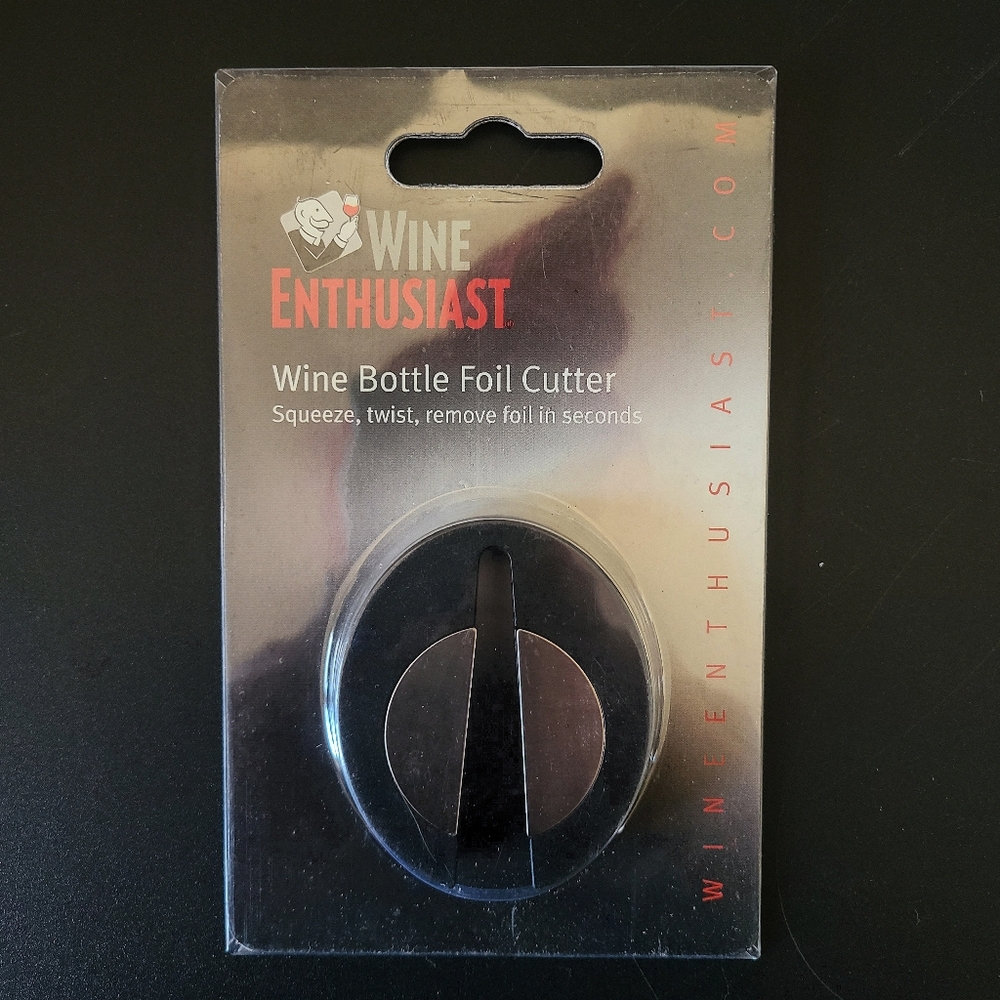 WINE
ENTHUSIAST®
Wine Bottle Foil Cutter
Squeeze, twist, remove foil in seconds
WINEENTHUSIAST.COM